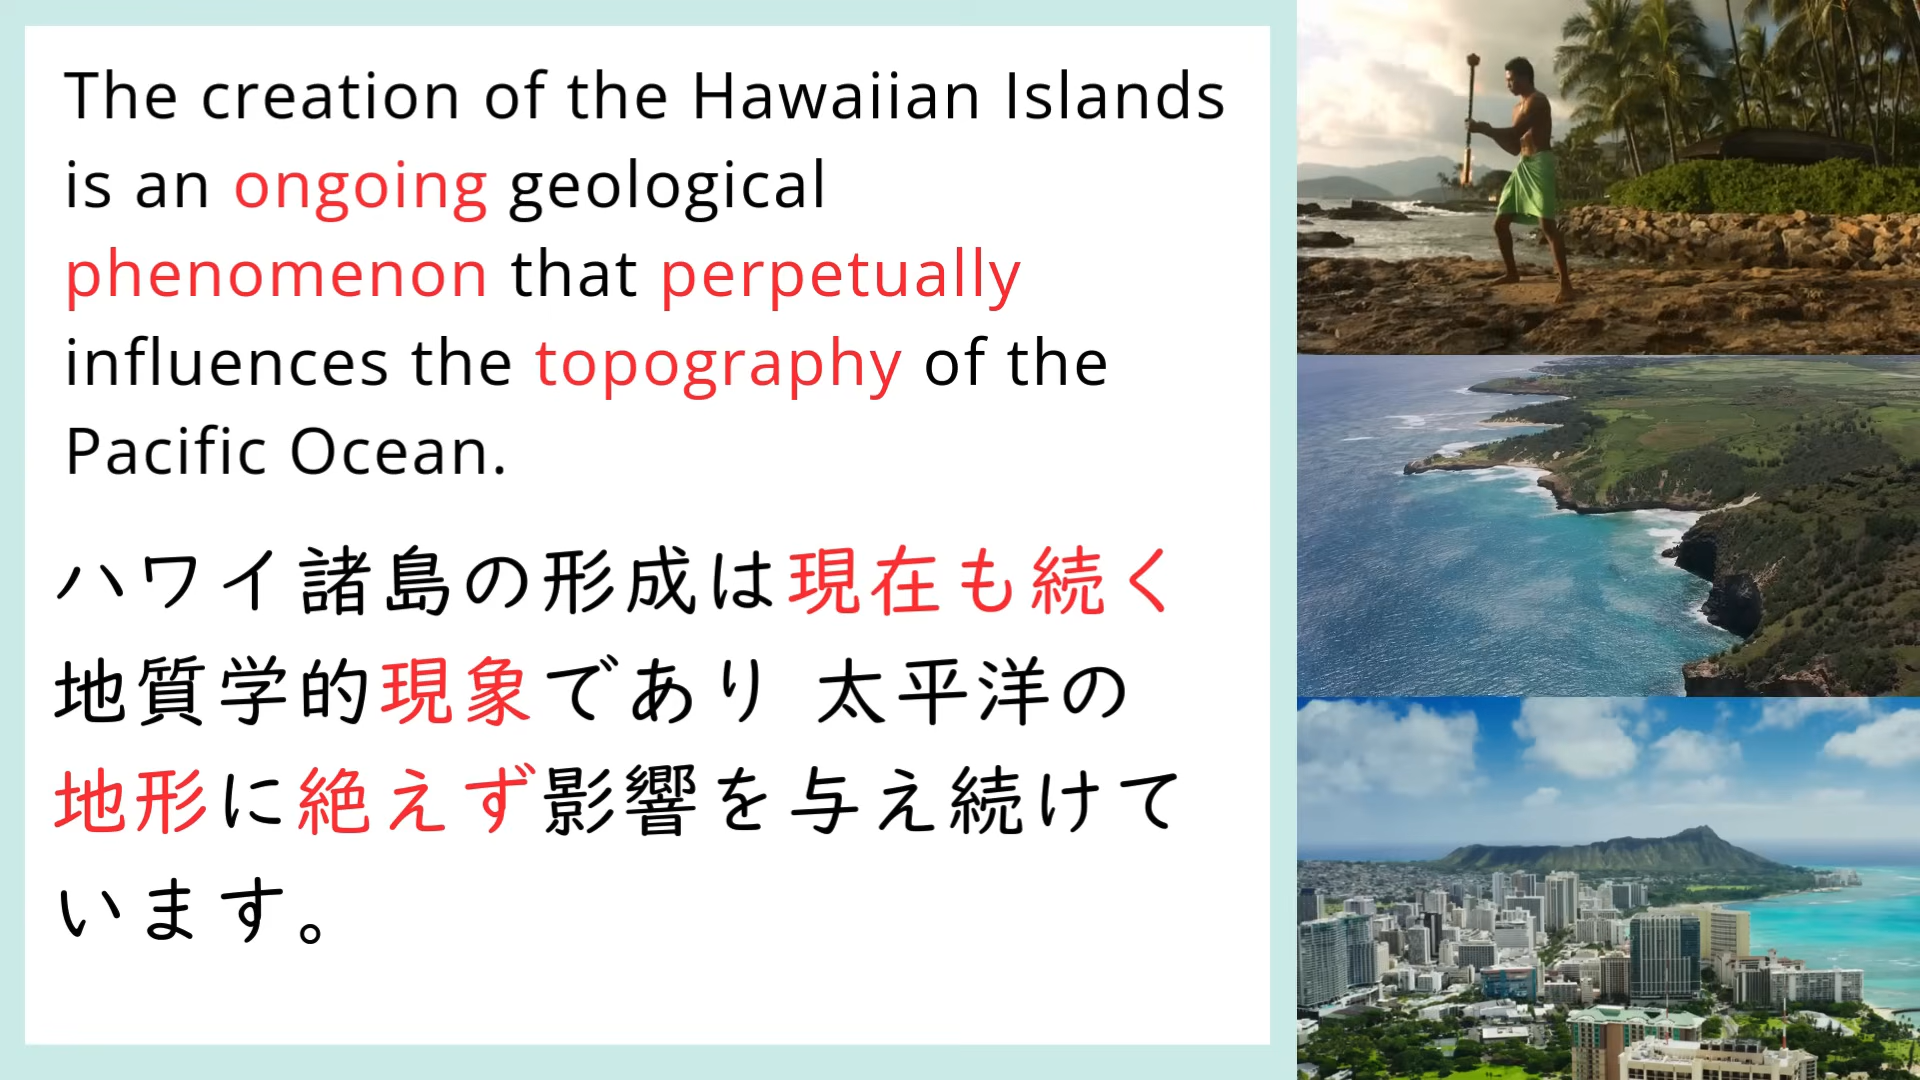 The creation of the Hawaiian Islands
is an ongoing geological
phenomenon that perpetually
influences the topography of the
Pacific Ocean.
ハワイ諸島の形成は現在も続く
地質学的現象であり 太平洋の
地形に絶えず影響を与え続けて
います。